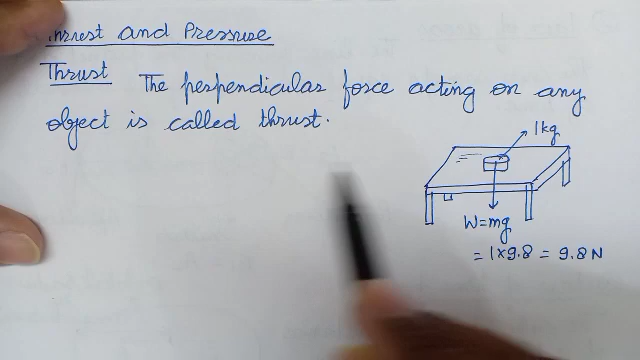 Thrust and Pressure
Thrust The perpendicular force acting on any
object is called thrust.
1kg
W=mg
= 1×9.8 = 9.8 N